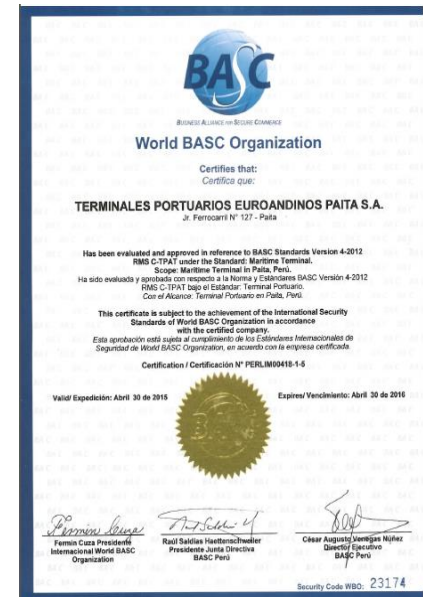 BASC
BUSINESS ALLIANCE FOR SECURE COMMERCE
World BASC Organization
Certifies that:
Certifica que:
TERMINALES PORTUARIOS EUROANDINOS PAITA S.A.
Jr. Ferrocarril N° 127 - Paita
Has been evaluated and approved in reference to BASC Standards Version 4-2012
RMS C-TPAT under the Standard: Maritime Terminal.
Scope: Maritime Terminal in Paita, Perú.
Ha sido evaluada y aprobada con respecto a la Norma y Estándares BASC Versión 4-2012
RMS C-TPAT bajo el Estándar: Terminal Portuario.
Con el Alcance: Terminal Portuario en Paita, Perú.
This certificate is subject to the achievement of the International Security
Standards of World BASC Organization in accordance
with the certified company.
Esta aprobación está sujeta al cumplimiento de los Estándares Internacionales de
Seguridad de World BASC Organization, en acuerdo con la empresa certificada.
Certification / Certificación N° PERLIM00418-1-5
Valid/ Expedición: Abril 30 de 2015
Expires/ Vencimiento: Abril 30 de 2016
Fermin Cuza Presidente
Internacional World BASC
Organization
Raúl Saldias Haettenschweiler
Presidente Junta Directiva
BASC Perú
César Augusto Venegas Núñez
Director Ejecutivo
BASC Perú
Security Code WBO: 23174